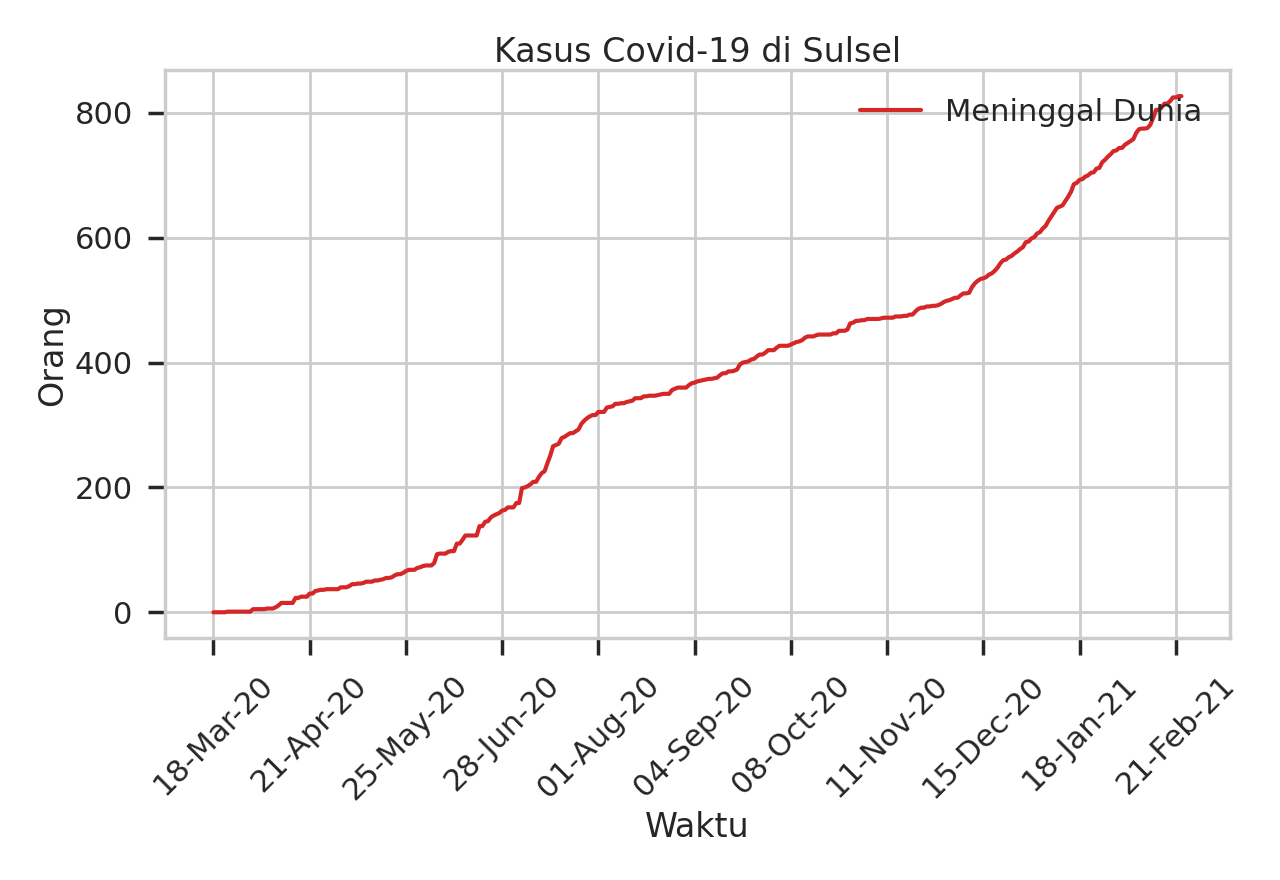 Kasus Covid-19 di Sulsel
Meninggal Dunia
Orang
800
600
400
200
0
18-Mar-20
21-Apr-20
25-May-20
28-Jun-20
01-Aug-20
04-Sep-20
08-Oct-20
11-Nov-20
15-Dec-20
18-Jan-21
21-Feb-21
Waktu